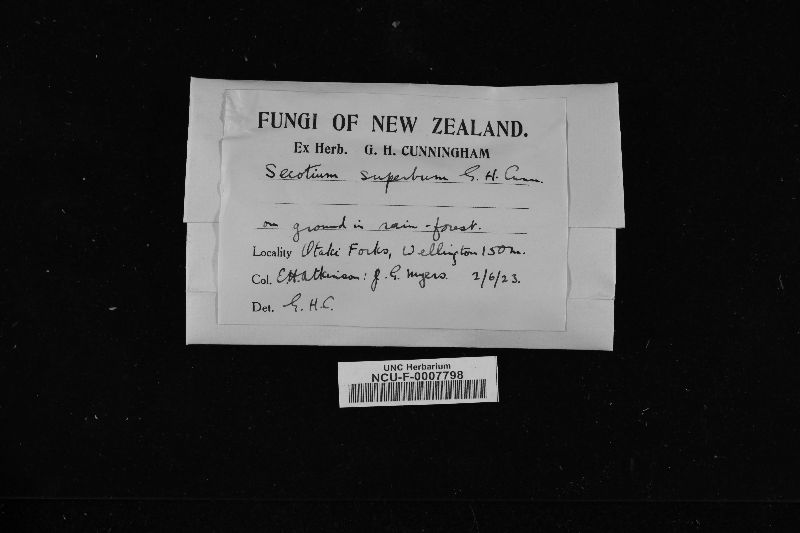 FUNGI OF NEW ZEALAND.
Ex Herb. G. H. CUNNINGHAM
Secotium superbum G. H. Cunn.
on ground in rain-forest.
Locality Otaki Forks, Wellington 150m.
Col. E.H. Atkinson: J. G. Myers. 2/6/23.
Det. G. H. C.
UNC Herbarium
NCU-F-0007798